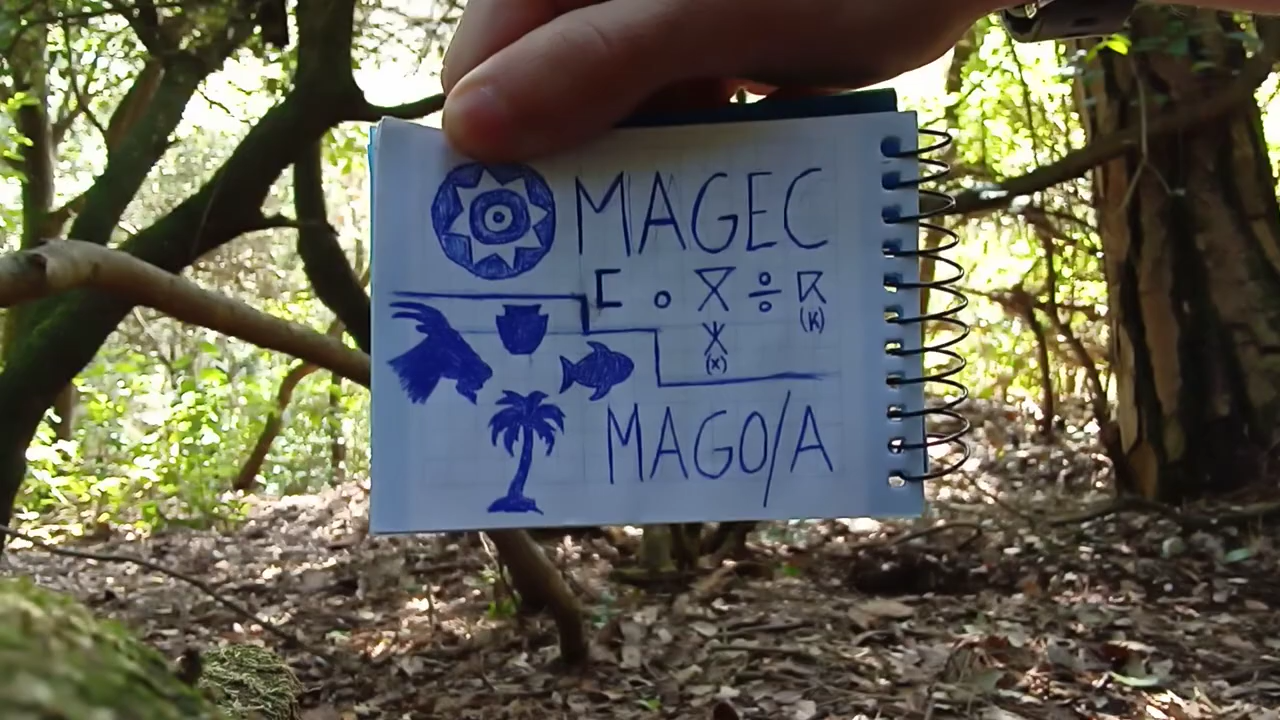 MAGEC
ⵎ ⴰ ⴳ ⴻ ⴽ
ⵅ (K)
(x)
MAGO/A